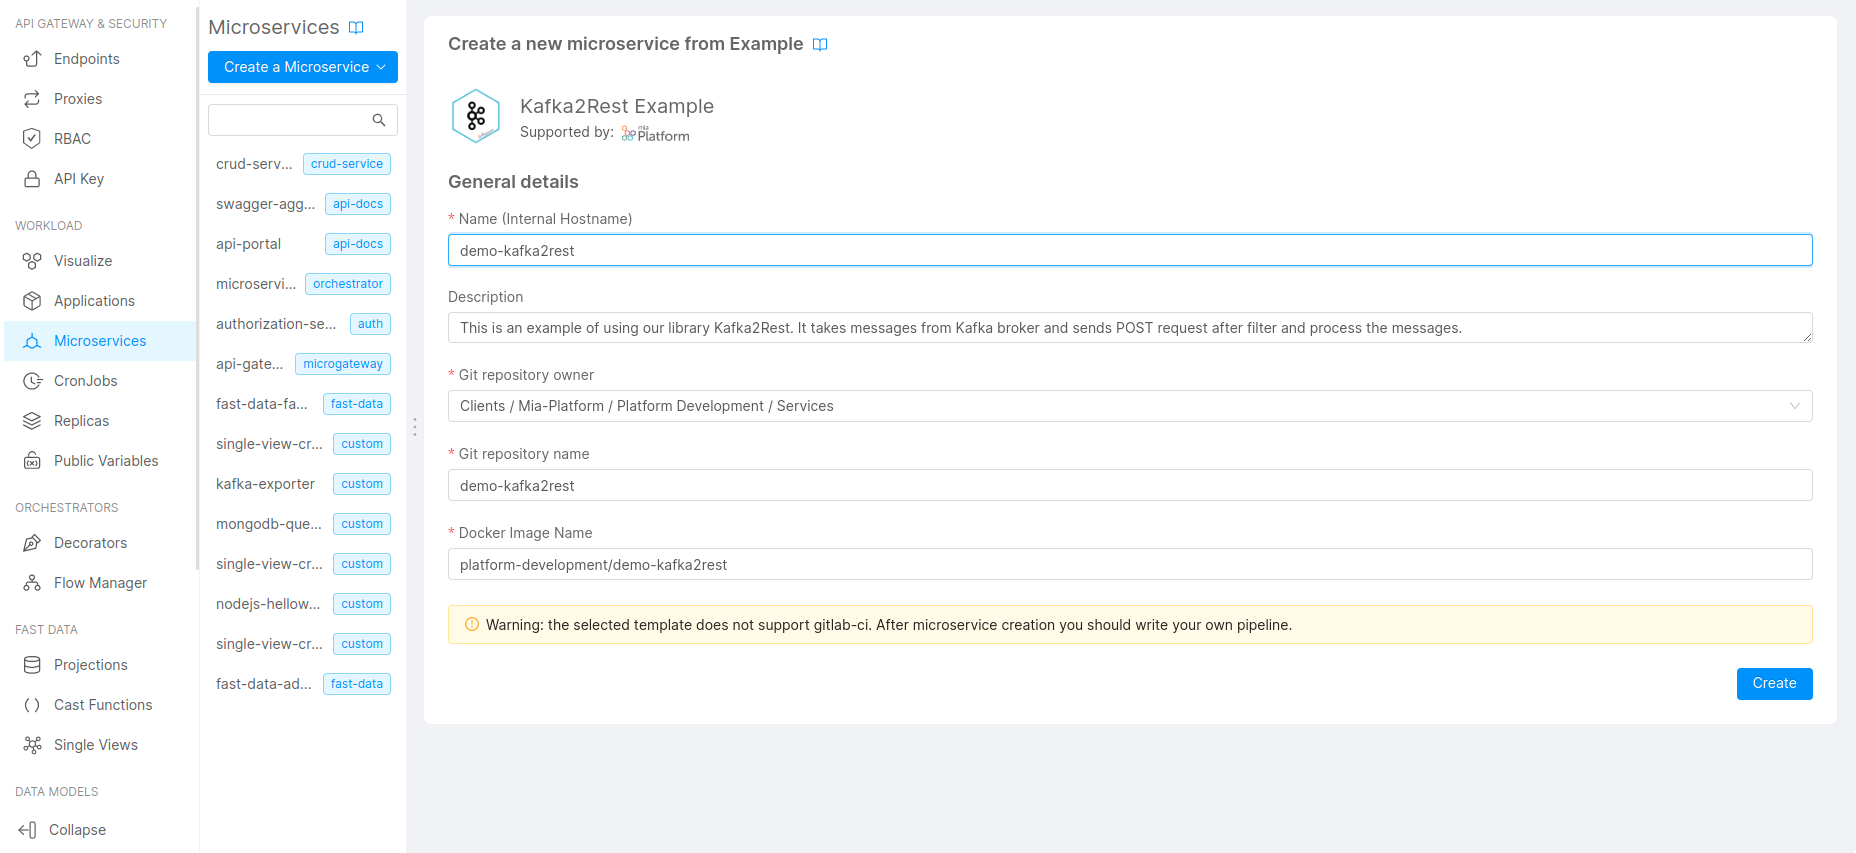 API GATEWAY & SECURITY
Endpoints
Proxies
RBAC
API Key
WORKLOAD
Visualize
Applications
Microservices
CronJobs
Replicas
Public Variables
ORCHESTRATORS
Decorators
Flow Manager
FAST DATA
Projections
Cast Functions
Single Views
DATA MODELS
Collapse
Microservices
Create a Microservice
crud-serv... crud-service
swagger-agg... api-docs
api-portal api-docs
microservi... orchestrator
authorization-se... auth
api-gate... microgateway
fast-data-fa... fast-data
single-view-cr... custom
kafka-exporter custom
mongodb-que... custom
single-view-cr... custom
nodejs-hellow... custom
single-view-cr... custom
fast-data-ad... fast-data
Create a new microservice from Example
Kafka2Rest Example
Supported by: mia Platform
General details
* Name (Internal Hostname)
demo-kafka2rest
Description
This is an example of using our library Kafka2Rest. It takes messages from Kafka broker and sends POST request after filter and process the messages.
* Git repository owner
Clients / Mia-Platform / Platform Development / Services
* Git repository name
demo-kafka2rest
* Docker Image Name
platform-development/demo-kafka2rest
Warning: the selected template does not support gitlab-ci. After microservice creation you should write your own pipeline.
Create